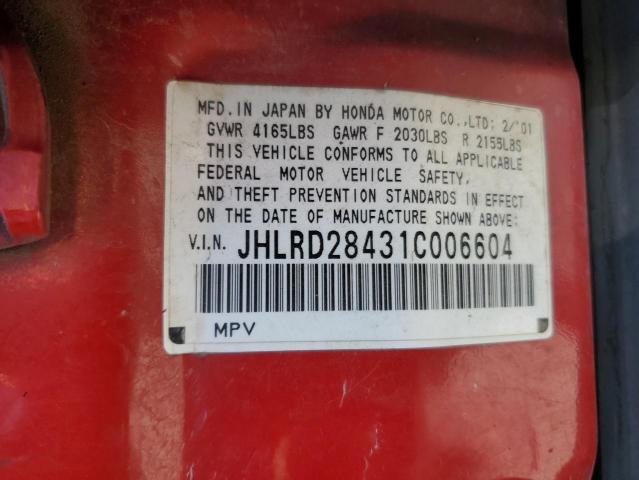 MFD. IN JAPAN BY HONDA MOTOR CO.,LTD; 2/'01
GVWR 4165LBS GAWR F 2030LBS R 2155LBS
THIS VEHICLE CONFORMS TO ALL APPLICABLE
FEDERAL MOTOR VEHICLE SAFETY,
AND THEFT PREVENTION STANDARDS IN EFFECT
ON THE DATE OF MANUFACTURE SHOWN ABOVE:
V.I.N. JHLRD28431C006604
MPV